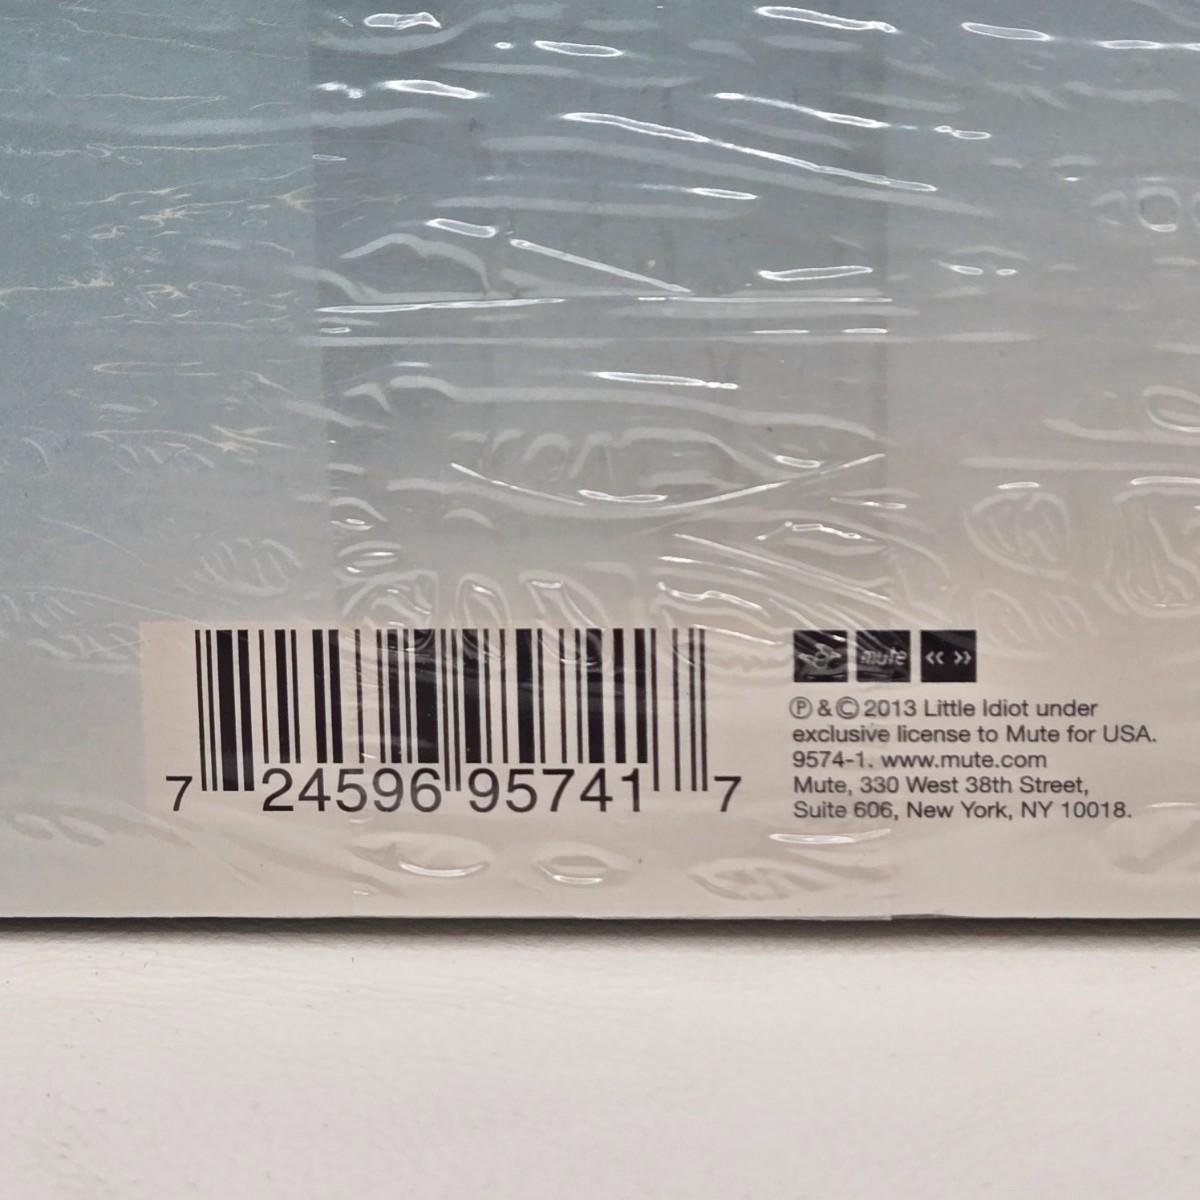 7 24596 95741 7
mute
℗ & © 2013 Little Idiot under
exclusive license to Mute for USA.
9574-1. www.mute.com
Mute, 330 West 38th Street,
Suite 606, New York, NY 10018.